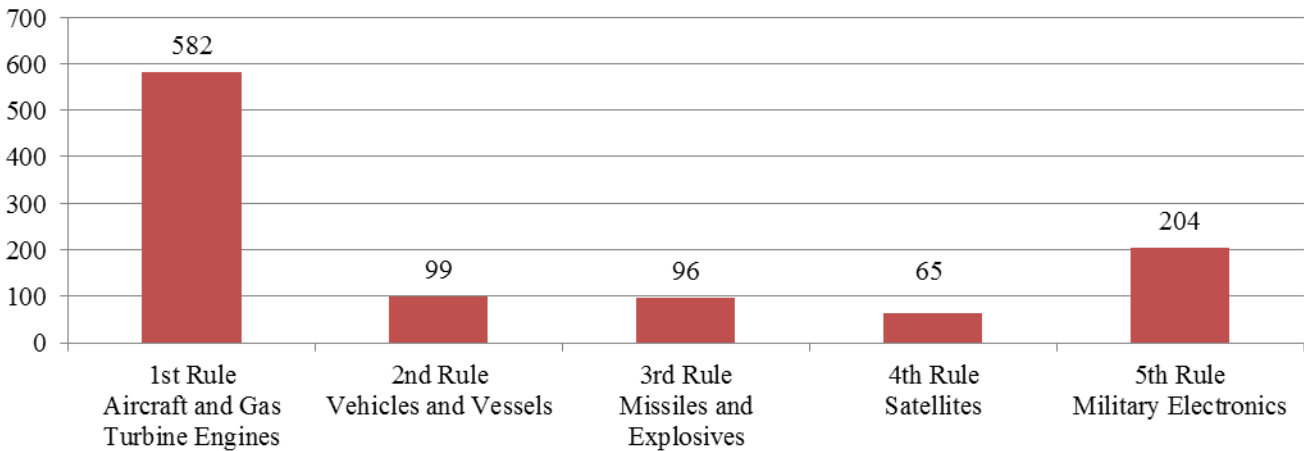 700
600
500
400
300
200
100
0
582
99
96
65
204
1st Rule
Aircraft and Gas
Turbine Engines
2nd Rule
Vehicles and Vessels
3rd Rule
Missiles and
Explosives
4th Rule
Satellites
5th Rule
Military Electronics